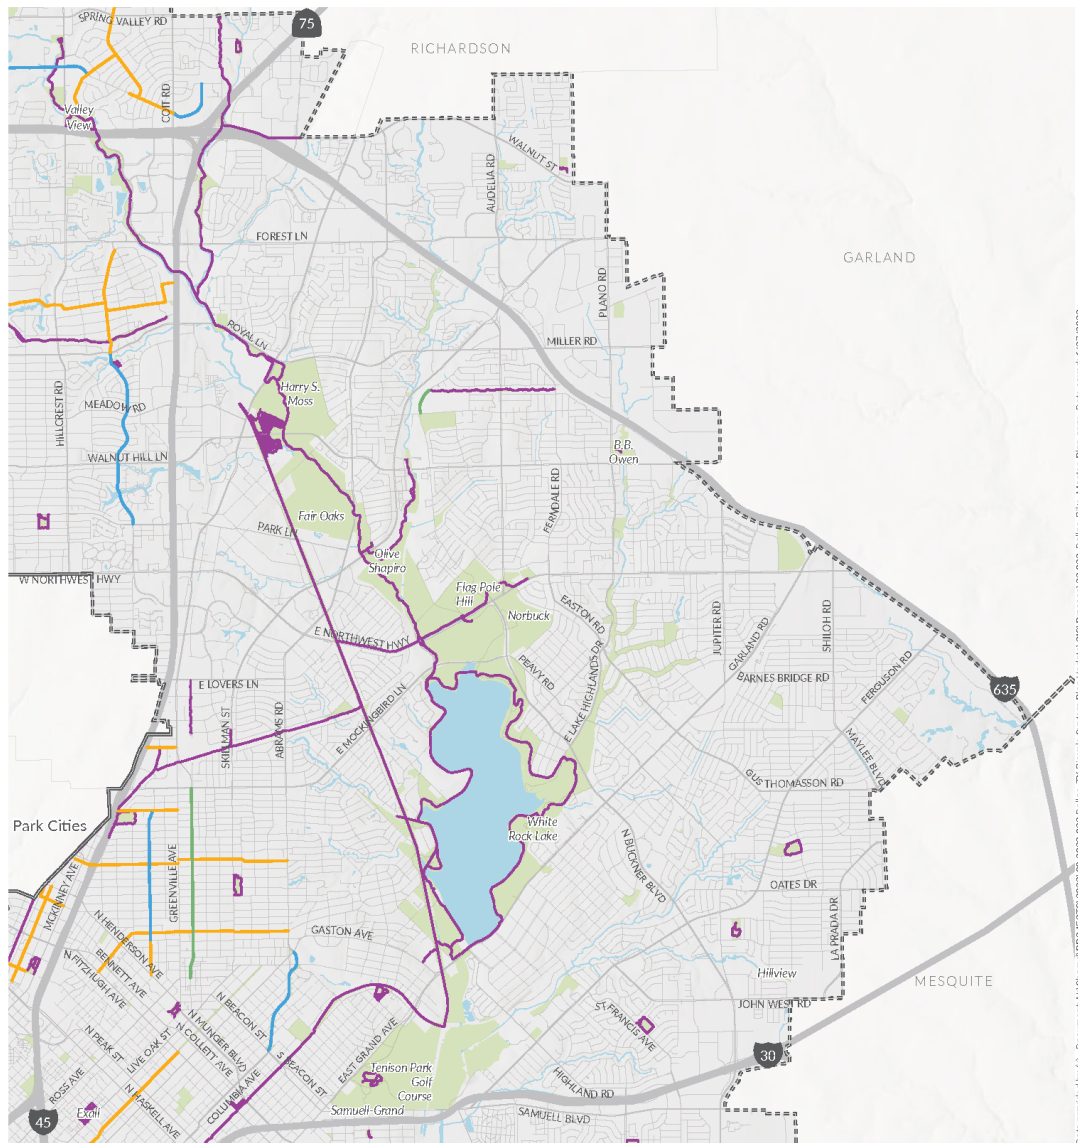 SPRING VALLEY RD
75
RICHARDSON
COIT RD
Valley
View
WALNUT ST
AUDELIA RD
FOREST LN
GARLAND
PLANO RD
ROYAL LN
MILLER RD
Harry S.
Moss
HILLCREST RD
MEADOW RD
B.B.
Owen
WALNUT HILL LN
FERNDALE RD
Fair Oaks
PARK LN
Olive
Shapiro
W NORTHWEST HWY
Flag Pole
Hill
Norbuck
EASTON RD
JUPITER RD
GARLAND RD
SHILOH RD
E NORTHWEST HWY
PEAVY RD
E LAKE HIGHLANDS DR
BARNES BRIDGE RD
FERGUSON RD
635
E LOVERS LN
SKILLMAN ST
ABRAMS RD
E MOCKINGBIRD LN
MAYLEE BLVD
GUS THOMASSON RD
Park Cities
White
Rock Lake
N BUCKNER BLVD
GREENVILLE AVE
MCKINNEY AVE
OATES DR
LA PRADA DR
N HENDERSON AVE
GASTON AVE
BENNETT AVE
N FITZHUGH AVE
Hillview
MESQUITE
JOHN WEST RD
N BEACON ST
ST FRANCIS AVE
N MUNGER BLVD
N PEAK ST
LIVE OAK ST
N COLLETT AVE
EAST GRAND AVE
S BEACON ST
30
ROSS AVE
COLUMBIA AVE
Tenison Park
Golf
Course
HIGHLAND RD
N HASKELL AVE
Exall
Samuell-Grand
SAMUELL BLVD
45